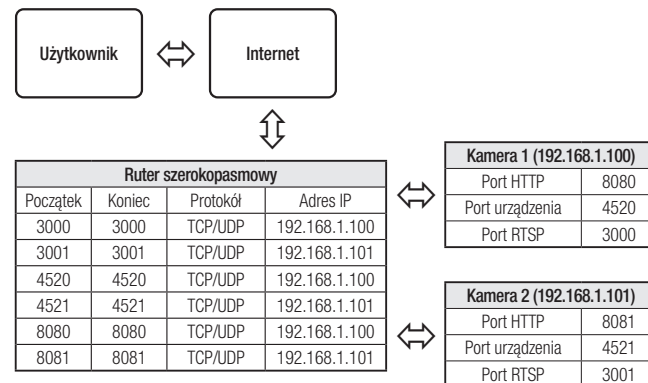 Użytkownik
Internet
Ruter szerokopasmowy
Początek Koniec Protokół Adres IP
3000 3000 TCP/UDP 192.168.1.100
3001 3001 TCP/UDP 192.168.1.101
4520 4520 TCP/UDP 192.168.1.100
4521 4521 TCP/UDP 192.168.1.101
8080 8080 TCP/UDP 192.168.1.100
8081 8081 TCP/UDP 192.168.1.101
Kamera 1 (192.168.1.100)
Port HTTP 8080
Port urządzenia 4520
Port RTSP 3000
Kamera 2 (192.168.1.101)
Port HTTP 8081
Port urządzenia 4521
Port RTSP 3001